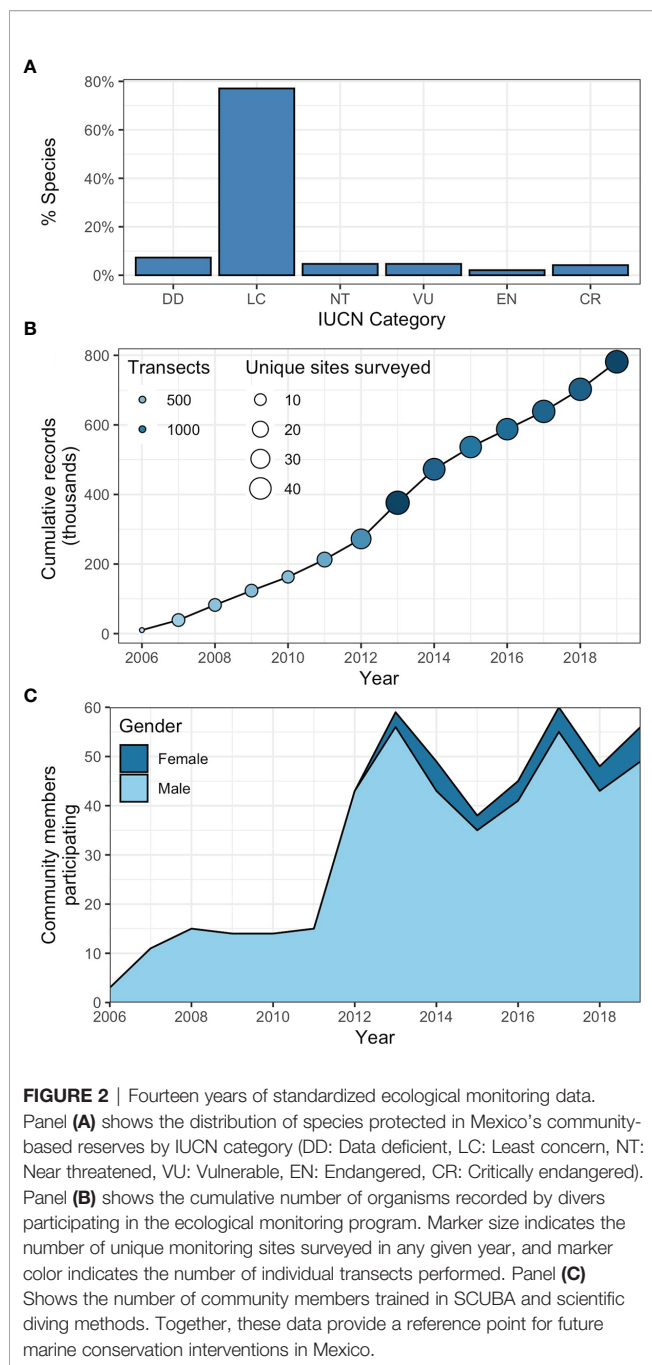 A
80%
60%
40%
20%
0%
% Species
DD LC NT VU EN CR
IUCN Category
B
800
600
400
200
0
Cumulative records
(thousands)
Transects
500
1000
Unique sites surveyed
10
20
30
40
2006 2008 2010 2012 2014 2016 2018
Year
C
60
50
40
30
20
10
0
Community members
participating
Gender
Female
Male
2006 2008 2010 2012 2014 2016 2018
Year
FIGURE 2 | Fourteen years of standardized ecological monitoring data.
Panel (A) shows the distribution of species protected in Mexico's community-
based reserves by IUCN category (DD: Data deficient, LC: Least concern, NT:
Near threatened, VU: Vulnerable, EN: Endangered, CR: Critically endangered).
Panel (B) shows the cumulative number of organisms recorded by divers
participating in the ecological monitoring program. Marker size indicates the
number of unique monitoring sites surveyed in any given year, and marker
color indicates the number of individual transects performed. Panel (C)
Shows the number of community members trained in SCUBA and scientific
diving methods. Together, these data provide a reference point for future
marine conservation interventions in Mexico.